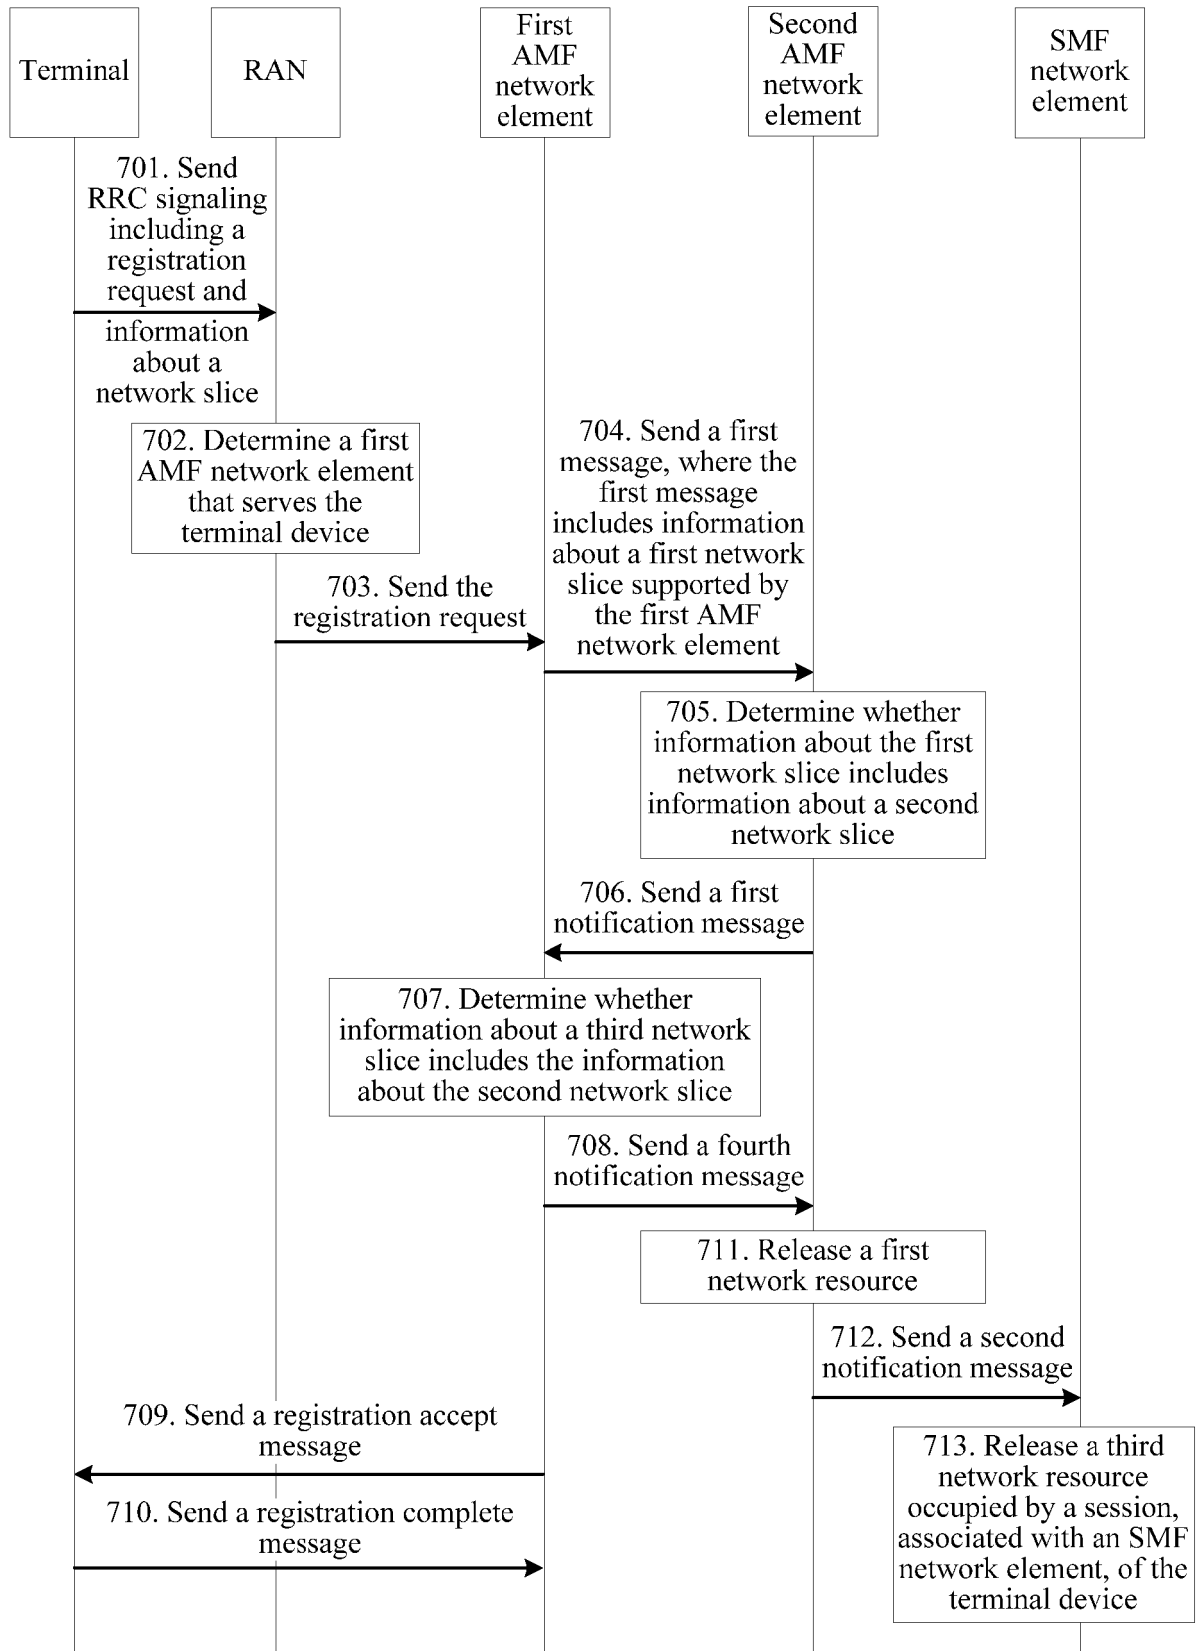 Terminal
RAN
First
AMF
network
element
Second
AMF
network
element
SMF
network
element
701. Send
RRC signaling
including a
registration
request and
information
about a
network slice
702. Determine a first
AMF network element
that serves the
terminal device
703. Send the
registration request
704. Send a first
message, where the
first message
includes information
about a first network
slice supported by
the first AMF
network element
705. Determine whether
information about the first
network slice includes
information about a second
network slice
706. Send a first
notification message
707. Determine whether
information about a third network
slice includes the information
about the second network slice
708. Send a fourth
notification message
711. Release a first
network resource
712. Send a second
notification message
709. Send a registration accept
message
710. Send a registration complete
message
713. Release a third
network resource
occupied by a session,
associated with an SMF
network element, of the
terminal device